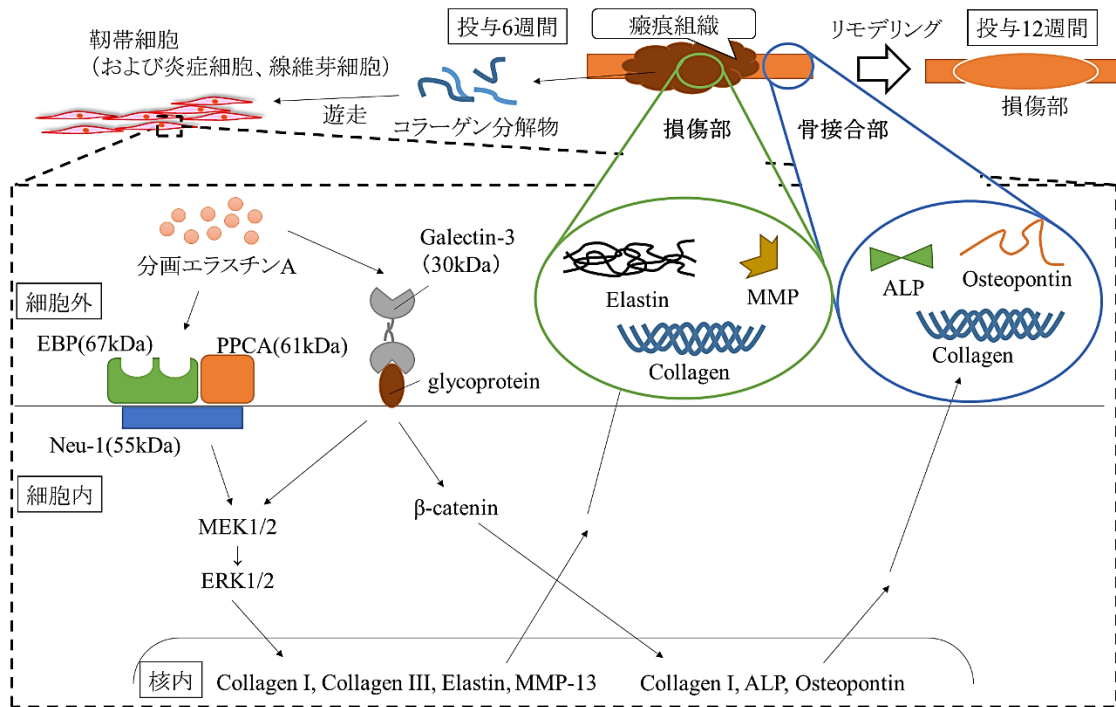 靭帯細胞
（および炎症細胞、線維芽細胞）
遊走
コラーゲン分解物
投与6週間
瘢痕組織
リモデリング
投与12週間
損傷部
骨接合部
損傷部
分画エラスチンA
Galectin-3
（30kDa）
細胞外
EBP(67kDa)
PPCA(61kDa)
glycoprotein
Neu-1(55kDa)
Elastin
MMP
Collagen
ALP
Osteopontin
Collagen
細胞内
MEK1/2
↓
ERK1/2
β-catenin
核内
Collagen I, Collagen III, Elastin, MMP-13
Collagen I, ALP, Osteopontin